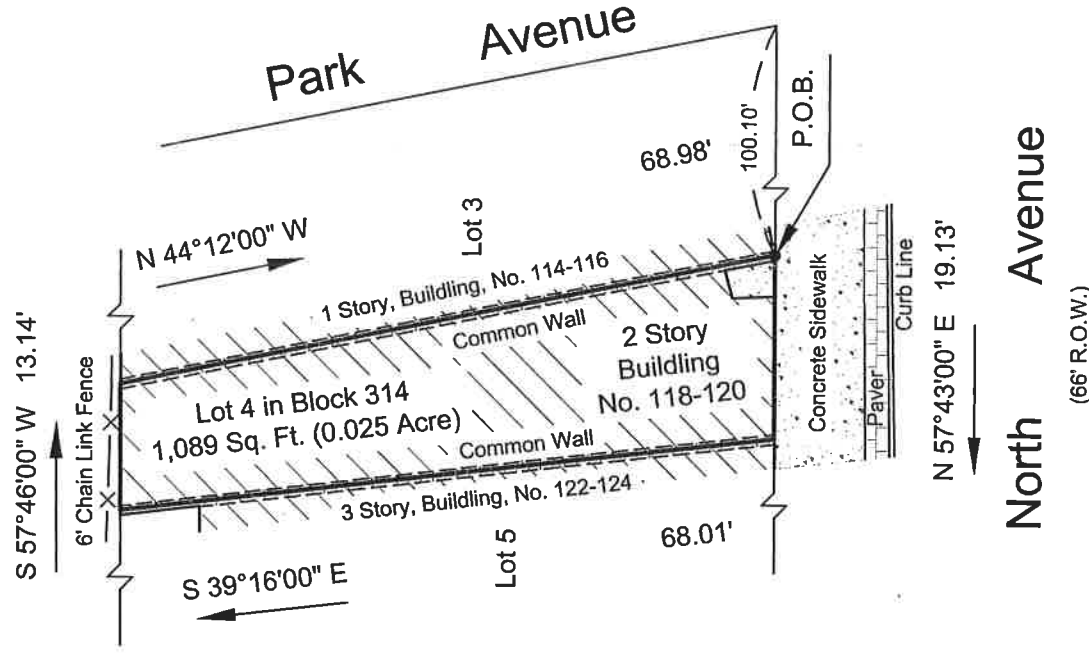 Park Avenue
100.10'
P.O.B.
68.98'
N 44°12'00" W
Lot 3
1 Story, Buildling, No. 114-116
Common Wall
2 Story
Buildling
No. 118-120
Lot 4 in Block 314
1,089 Sq. Ft. (0.025 Acre)
Common Wall
3 Story, Buildling, No. 122-124
Lot 5
68.01'
S 39°16'00" E
S 57°46'00" W 13.14'
6' Chain Link Fence
Concrete Sidewalk
Paver
Curb Line
N 57°43'00" E 19.13'
North Avenue
(66' R.O.W.)